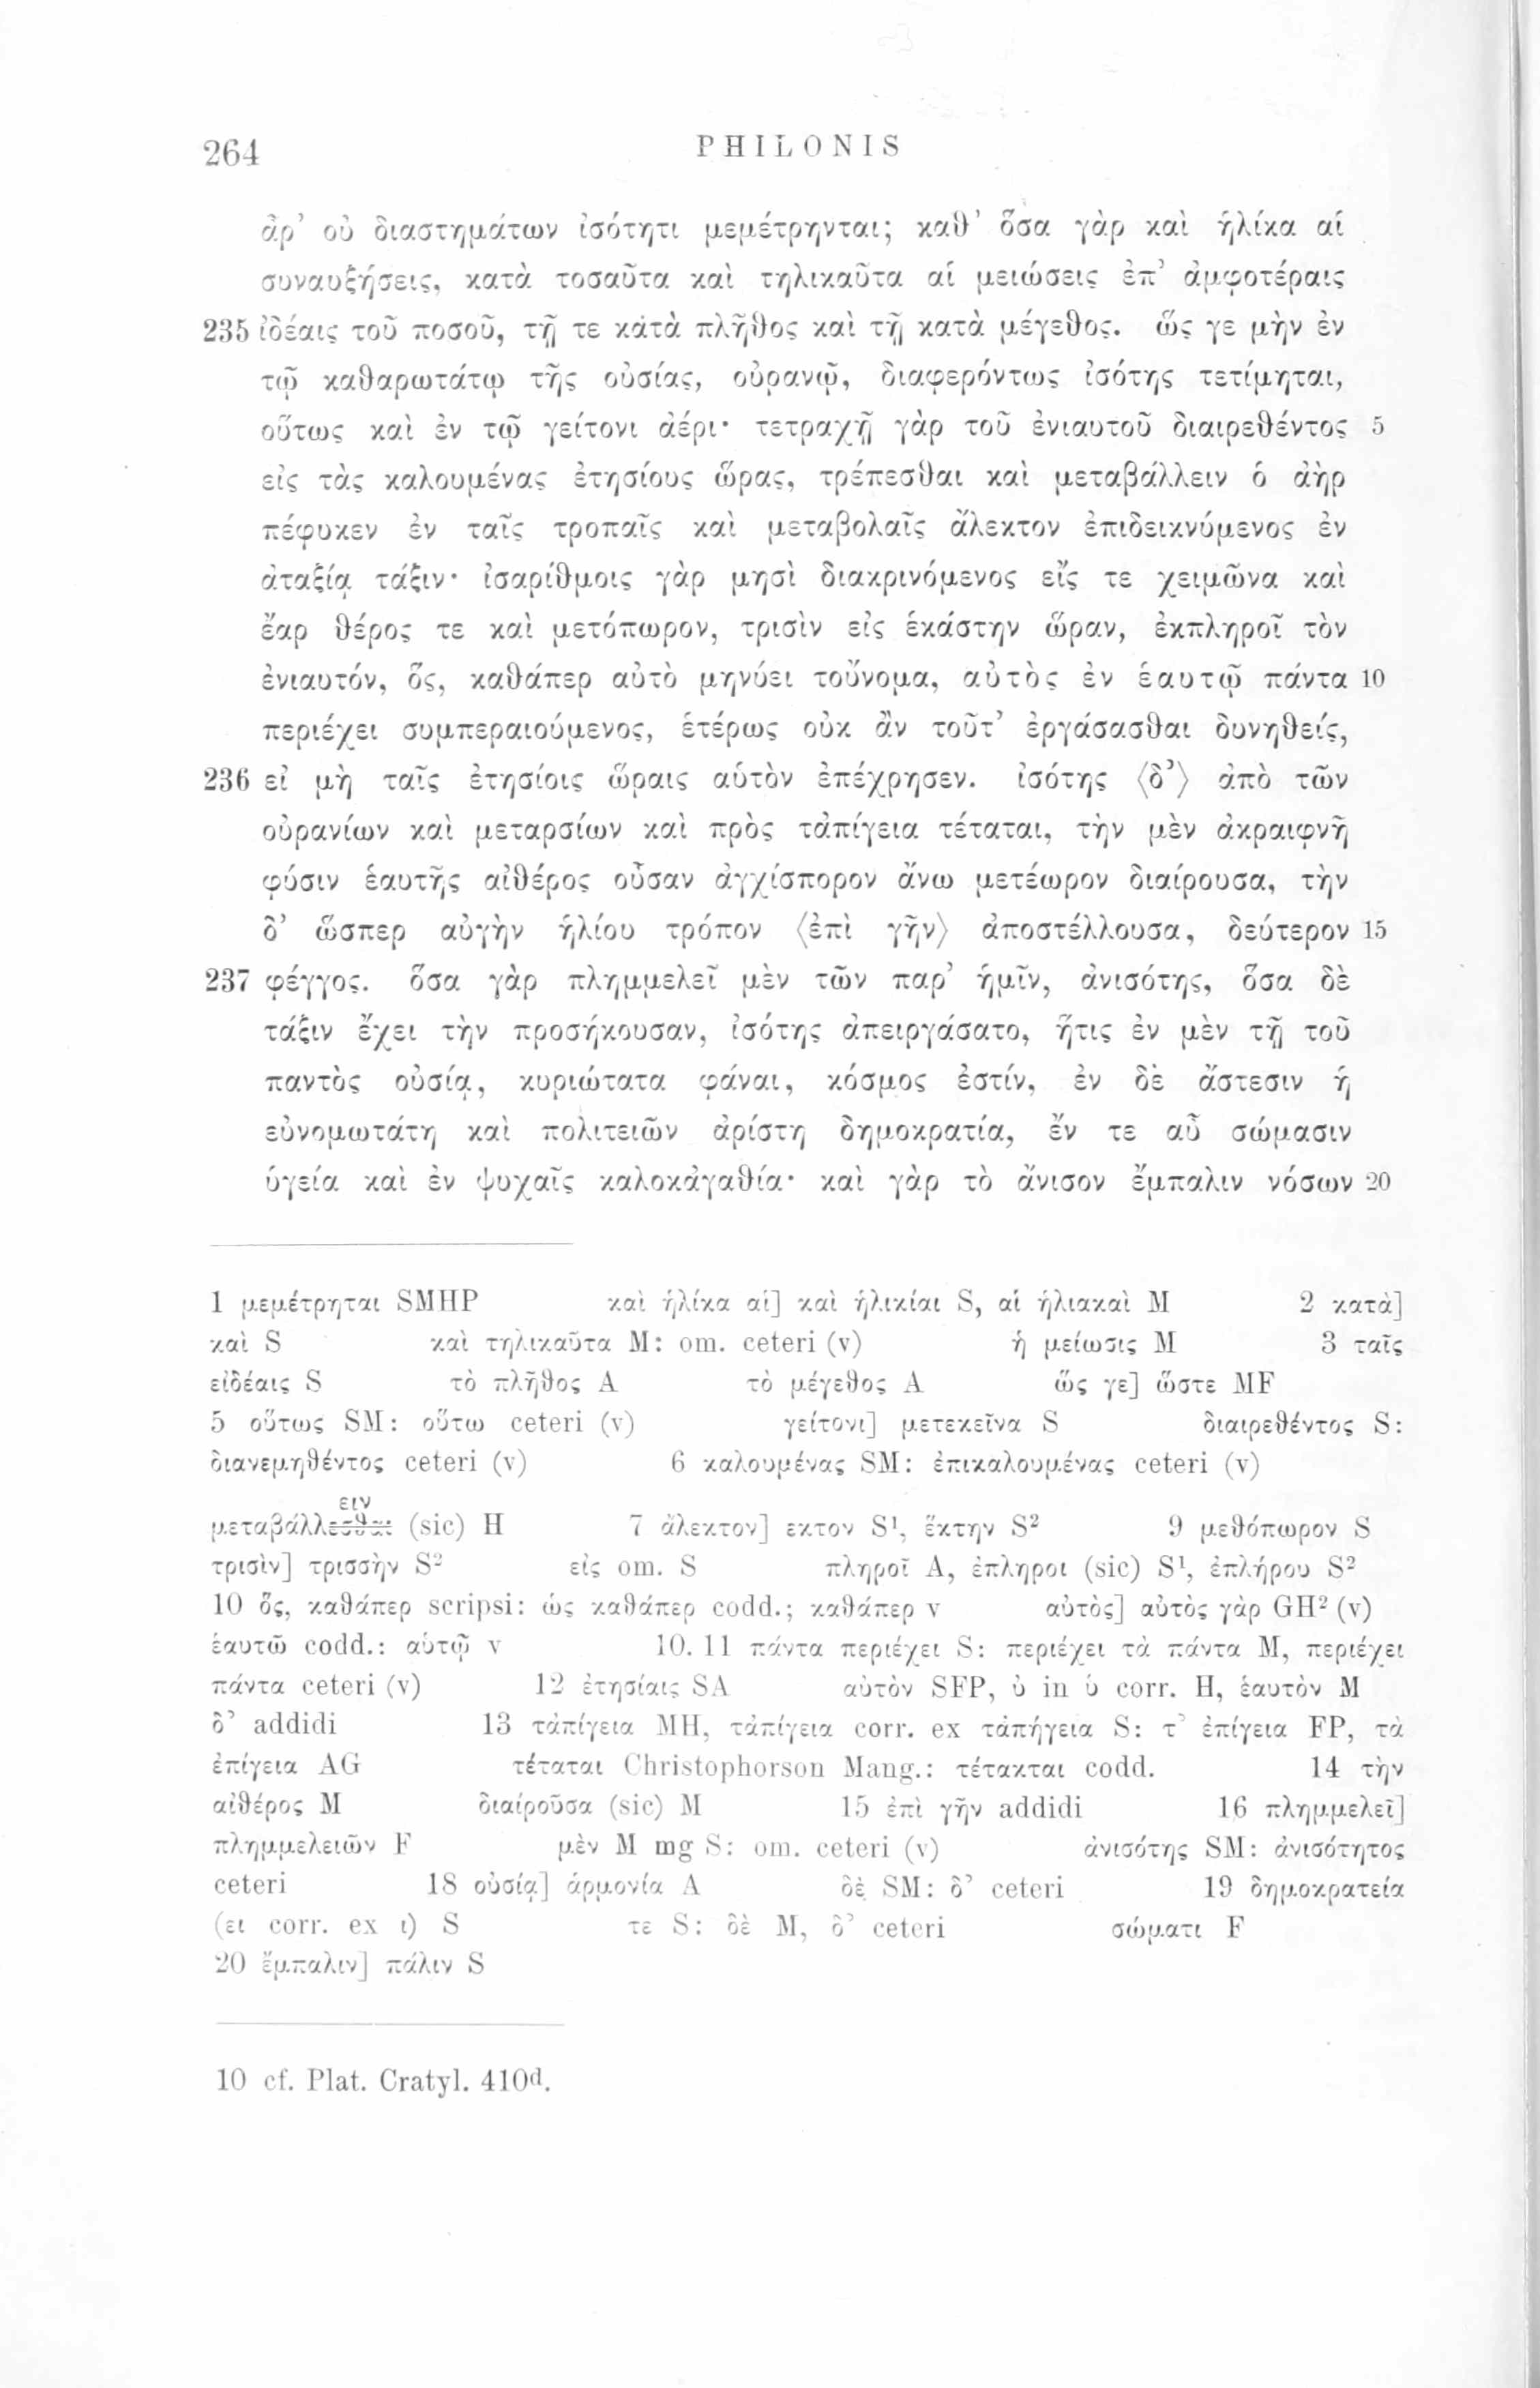 264
PHILONIS
ἆρ’ οὐ διαστημάτων ἰσότητι μεμέτρηνται; καθ’ ὅσα γὰρ καὶ ἡλίκα αἱ
συναυξήσεις, κατὰ τοσαῦτα καὶ τηλικαῦτα αἱ μειώσεις ἐπ’ ἀμφοτέραις
235 ἰδέαις τοῦ ποσοῦ, τῇ τε κὰτὰ πλῆθος καὶ τῇ κατὰ μέγεθος. ὥς γε μὴν ἐν
τῷ καθαρωτάτῳ τῆς οὐσίας, οὐρανῷ, διαφερόντως ἰσότης τετίμηται,
οὕτως καὶ ἐν τῷ γείτονι ἀέρι· τετραχῇ γὰρ τοῦ ἐνιαυτοῦ διαιρεθέντος 5
εἰς τὰς καλουμένας ἐτησίους ὥρας, τρέπεσθαι καὶ μεταβάλλειν ὁ ἀὴρ
πέφυκεν ἐν ταῖς τροπαῖς καὶ μεταβολαῖς ἄλεκτον ἐπιδεικνύμενος ἐν
ἀταξίᾳ τάξιν· ἰσαρίθμοις γὰρ μησὶ διακρινόμενος εἴς τε χειμῶνα καὶ
ἔαρ θέρος τε καὶ μετόπωρον, τρισὶν εἰς ἑκάστην ὥραν, ἐκπληροῖ τὸν
ἐνιαυτόν, ὅς, καθάπερ αὐτὸ μηνύει τοὔνομα, αὐτὸς ἐν ἑαυτῷ πάντα 10
περιέχει συμπεραιούμενος, ἑτέρως οὐκ ἂν τοῦτ’ ἐργάσασθαι δυνηθείς,
236 εἰ μὴ ταῖς ἐτησίοις ὥραις αὑτὸν ἐπέχρησεν. ἰσότης ⟨δ’⟩ ἀπὸ τῶν
οὐρανίων καὶ μεταρσίων καὶ πρὸς τἀπίγεια τέταται, τὴν μὲν ἀκραιφνῆ
φύσιν ἑαυτῆς αἰθέρος οὖσαν ἀγχίσπορον ἄνω μετέωρον διαίρουσα, τὴν
δ’ ὥσπερ αὐγὴν ἡλίου τρόπον ⟨ἐπὶ γῆν⟩ ἀποστέλλουσα, δεύτερον 15
237 φέγγος. ὅσα γὰρ πλημμελεῖ μὲν τῶν παρ’ ἡμῖν, ἀνισότης, ὅσα δὲ
τάξιν ἔχει τὴν προσήκουσαν, ἰσότης ἀπειργάσατο, ἥτις ἐν μὲν τῇ τοῦ
παντὸς οὐσίᾳ, κυριώτατα φάναι, κόσμος ἐστίν, ἐν δὲ ἄστεσιν ἡ
εὐνομωτάτη καὶ πολιτειῶν ἀρίστη δημοκρατία, ἔν τε αὖ σώμασιν
ὑγεία καὶ ἐν ψυχαῖς καλοκἀγαθία· καὶ γὰρ τὸ ἄνισον ἔμπαλιν νόσων 20
1 μεμέτρηται SMHP καὶ ἡλίκα αἱ] καὶ ἡλικίαι S, αἱ ἡλιακαὶ M 2 κατὰ]
καὶ S καὶ τηλικαῦτα M: om. ceteri (v) ἡ μείωσις M 3 ταῖς
εἰδέαις S τὸ πλῆθος A τὸ μέγεθος A ὥς γε] ὥστε MF
5 οὕτως SM: οὕτω ceteri (v) γείτονι] μετεκεῖνα S διαιρεθέντος S:
διανεμηθέντος ceteri (v) 6 καλουμένας SM: ἐπικαλουμένας ceteri (v)
ειν
μεταβάλλεσθαι (sic) H 7 ἄλεκτον] εκτον S¹, ἕκτην S² 9 μεθόπωρον S
τρισὶν] τρισσὴν S² εἰς om. S πληροῖ A, ἐπληροι (sic) S¹, ἐπλήρου S²
10 ὅς, καθάπερ scripsi: ὡς καθάπερ codd.; καθάπερ v αὐτὸς] αὐτὸς γὰρ GH² (v)
ἑαυτῶ codd.: αὑτῷ v 10. 11 πάντα περιέχει S: περιέχει τὰ πάντα M, περιέχει
πάντα ceteri (v) 12 ἐτησίαις SA αὐτὸν SFP, ὐ in ὑ corr. H, ἑαυτὸν M
δ’ addidi 13 τἀπίγεια MH, τἀπίγεια corr. ex τἀπήγεια S: τ’ ἐπίγεια FP, τὰ
ἐπίγεια AG τέταται Christophorson Mang.: τέτακται codd. 14 τὴν
αἰθέρος M διαίροῦσα (sic) M 15 ἐπὶ γῆν addidi 16 πλημμελεῖ]
πλημμελειῶν F μὲν M mg S: om. ceteri (v) ἀνισότης SM: ἀνισότητος
ceteri 18 οὐσίᾳ] ἁρμονία A δὲ SM: δ’ ceteri 19 δημοκρατεία
(ει corr. ex ι) S τε S: δὲ M, δ’ ceteri σώματι F
20 ἔμπαλιν] πάλιν S
10 cf. Plat. Cratyl. 410ᵈ.